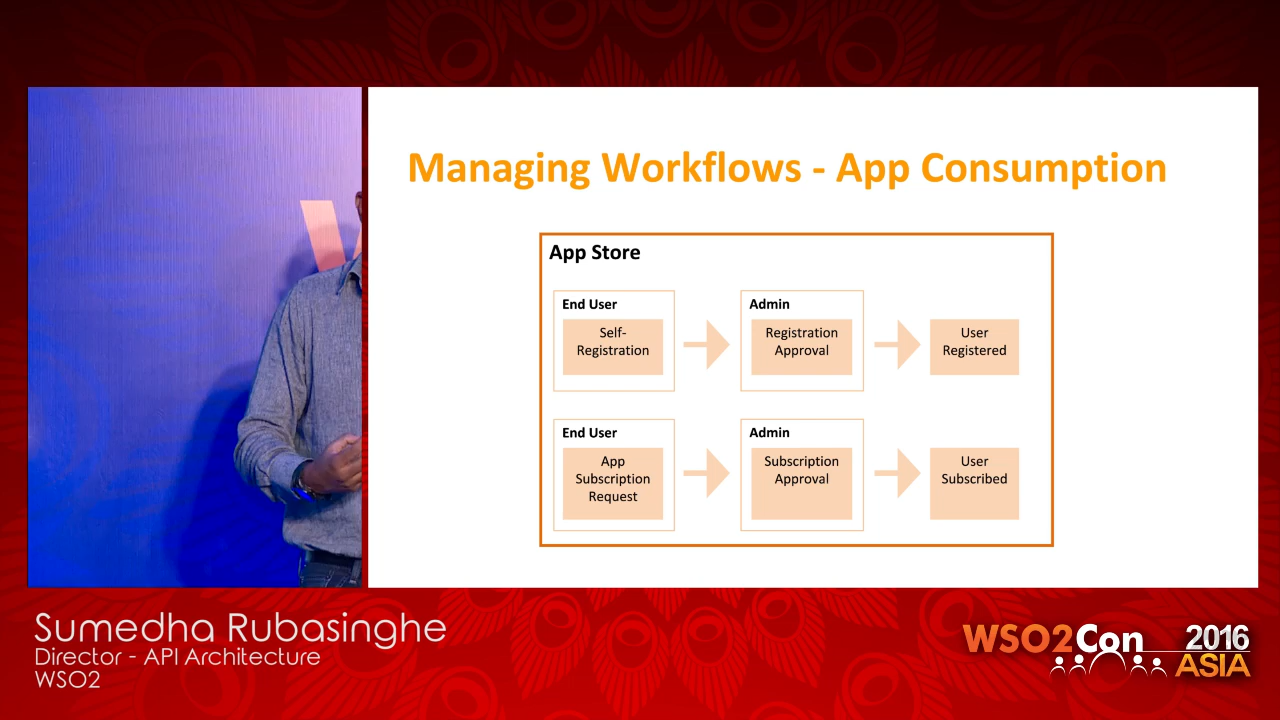 Managing Workflows - App Consumption
App Store
End User
Self-
Registration
Admin
Registration
Approval
User
Registered
End User
App
Subscription
Request
Admin
Subscription
Approval
User
Subscribed
Sumedha Rubasinghe
Director - API Architecture
WSO2
WSO2Con 2016
ASIA